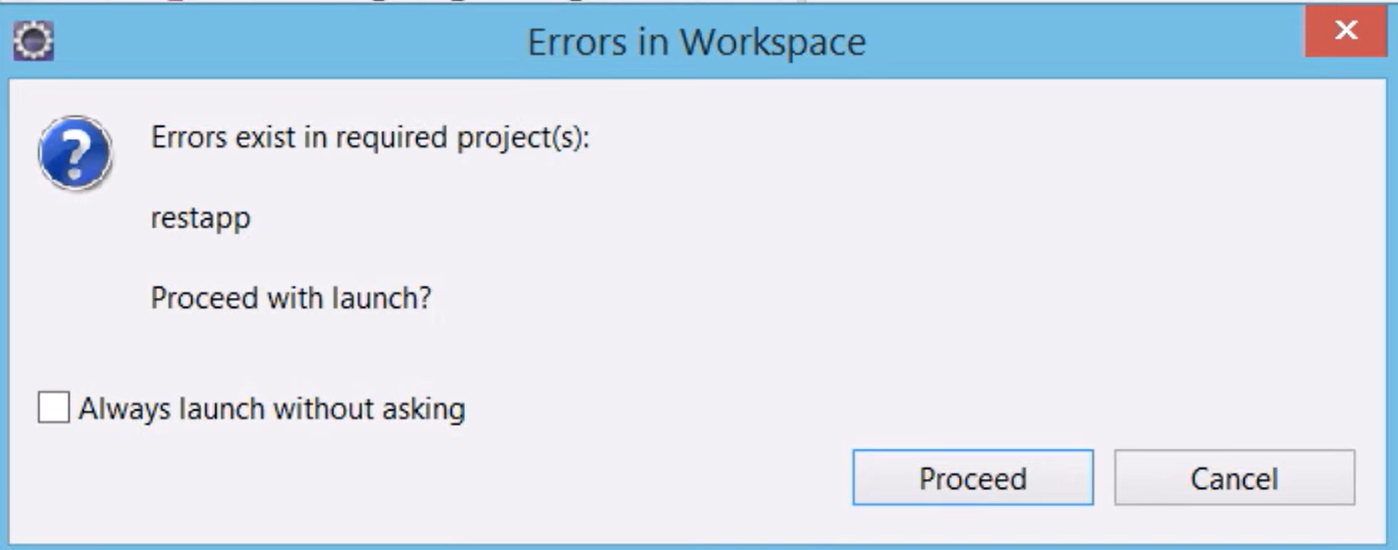 Errors in Workspace
Errors exist in required project(s):
restapp
Proceed with launch?
Always launch without asking
Proceed
Cancel